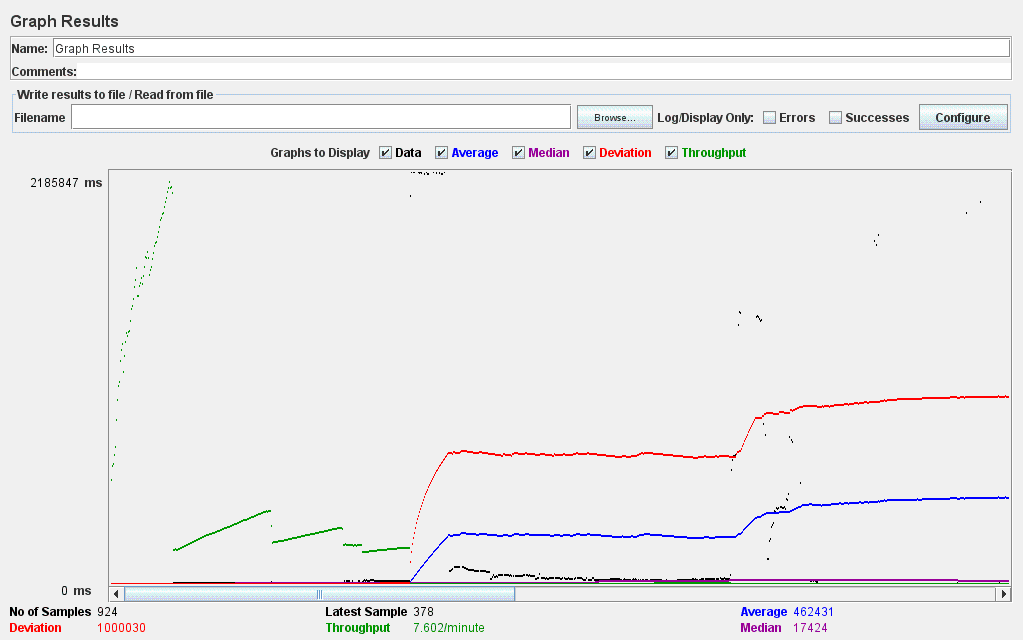 Graph Results
Name: Graph Results
Comments:
Write results to file / Read from file
Filename Browse... Log/Display Only: Errors Successes Configure
Graphs to Display Data Average Median Deviation Throughput
2185847 ms
0 ms
No of Samples 924 Latest Sample 378 Average 462431
Deviation 1000030 Throughput 7.602/minute Median 17424